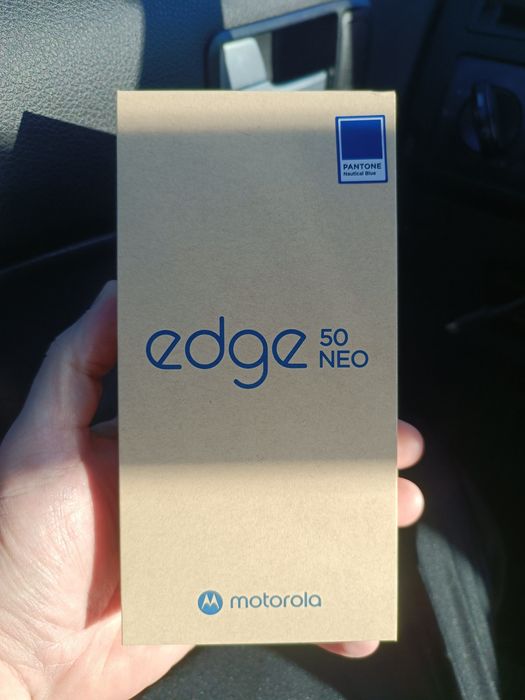 PANTONE
Nautical Blue
edge 50
NEO
motorola